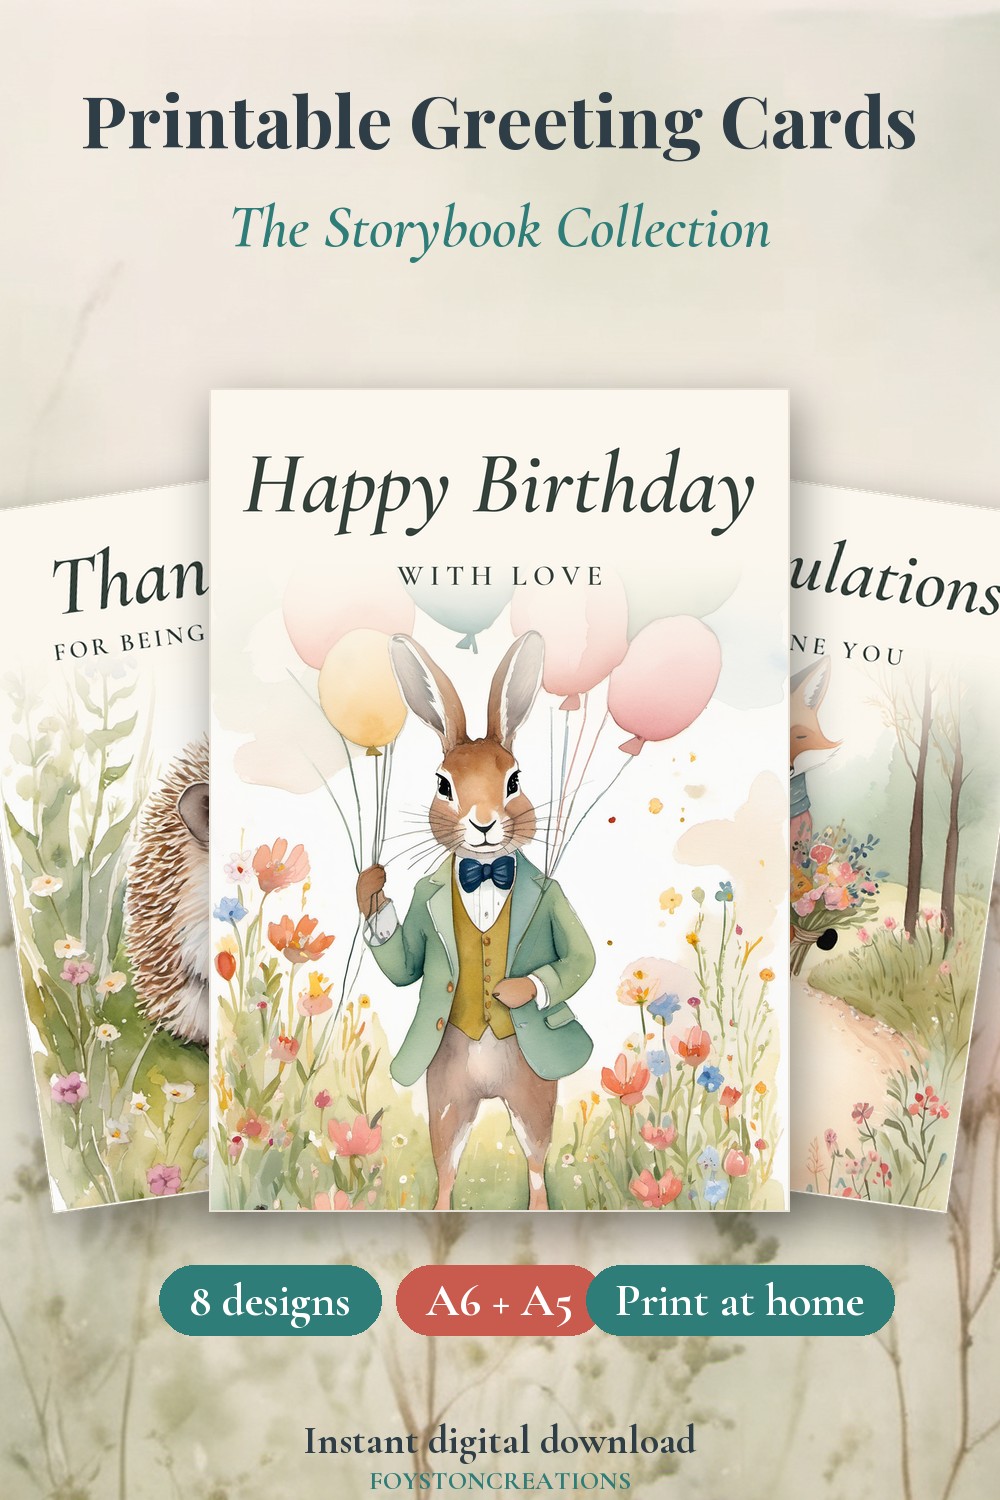 Printable Greeting Cards
The Storybook Collection
Happy Birthday
WITH LOVE
Than
FOR BEING
ulations
NE YOU
8 designs
A6 + A5
Print at home
Instant digital download
FOYSTONCREATIONS